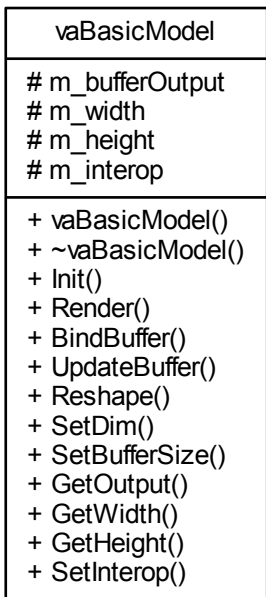 vaBasicModel
# m_bufferOutput
# m_width
# m_height
# m_interop
+ vaBasicModel()
+ ~vaBasicModel()
+ Init()
+ Render()
+ BindBuffer()
+ UpdateBuffer()
+ Reshape()
+ SetDim()
+ SetBufferSize()
+ GetOutput()
+ GetWidth()
+ GetHeight()
+ SetInterop()